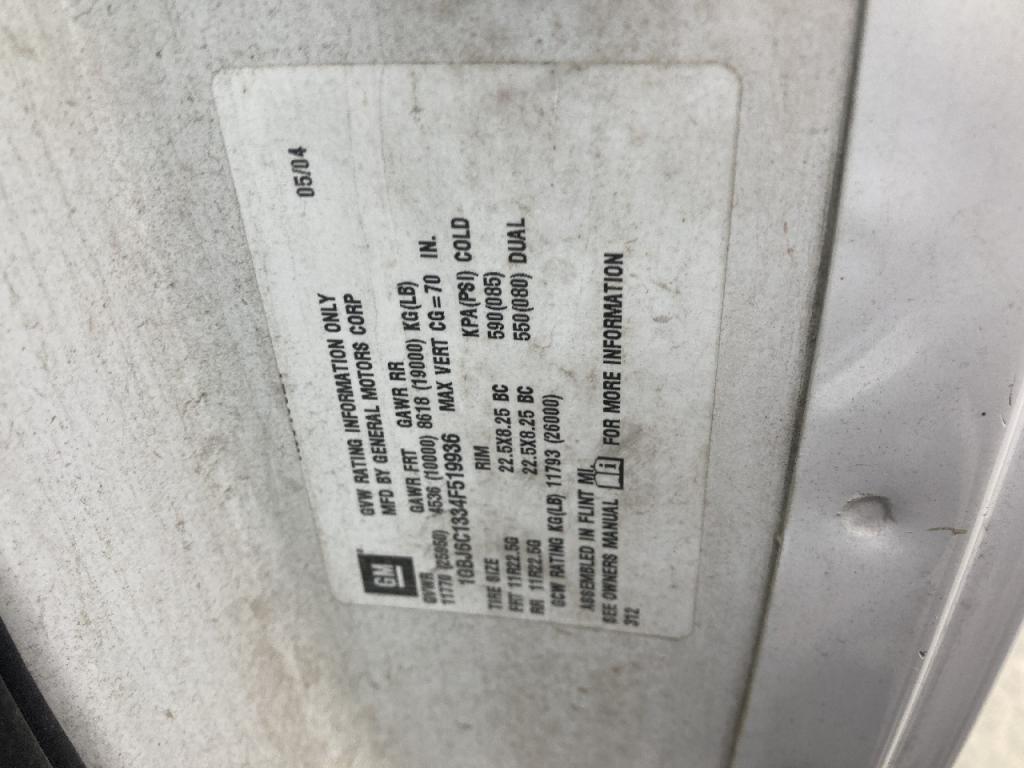 05/04
GVW RATING INFORMATION ONLY
MFD BY GENERAL MOTORS CORP
GM
GVWR GAWR FRT GAWR RR
11770 (25950) 4536 (10000) 8618 (19000) KG(LB)
1GBJ6C1334F519936 MAX VERT CG=70 IN.
TIRE SIZE RIM KPA(PSI) COLD
FRT 11R22.5G 22.5X8.25 BC 590(085)
RR 11R22.5G 22.5X8.25 BC 550(080) DUAL
GCW RATING KG(LB) 11793 (26000)
ASSEMBLED IN FLINT MI.
SEE OWNERS MANUAL i FOR MORE INFORMATION
312